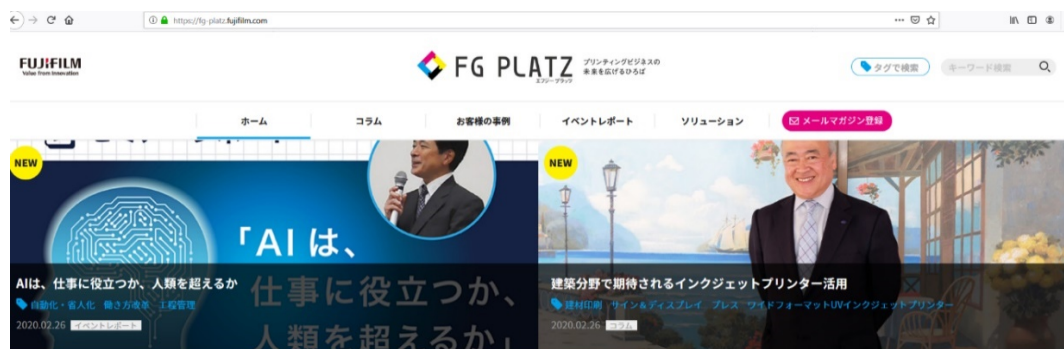 https://fg-platz.fujifilm.com
FUJIFILM
Value from Innovation
FG PLATZ
エフジー プラッツ
プリンティングビジネスの
未来を広げるひろば
タグで検索
キーワード検索
ホーム
コラム
お客様の事例
イベントレポート
ソリューション
メールマガジン登録
NEW
「AI は、
仕事に役立つか、
人類を超えるか」
AIは、仕事に役立つか、人類を超えるか
自動化・省人化 働き方改革 工程管理
2020.02.26 イベントレポート
NEW
建築分野で期待されるインクジェットプリンター活用
建材印刷 サイン&ディスプレイ プレス ワイドフォーマットUVインクジェットプリンター
2020.02.26 コラム